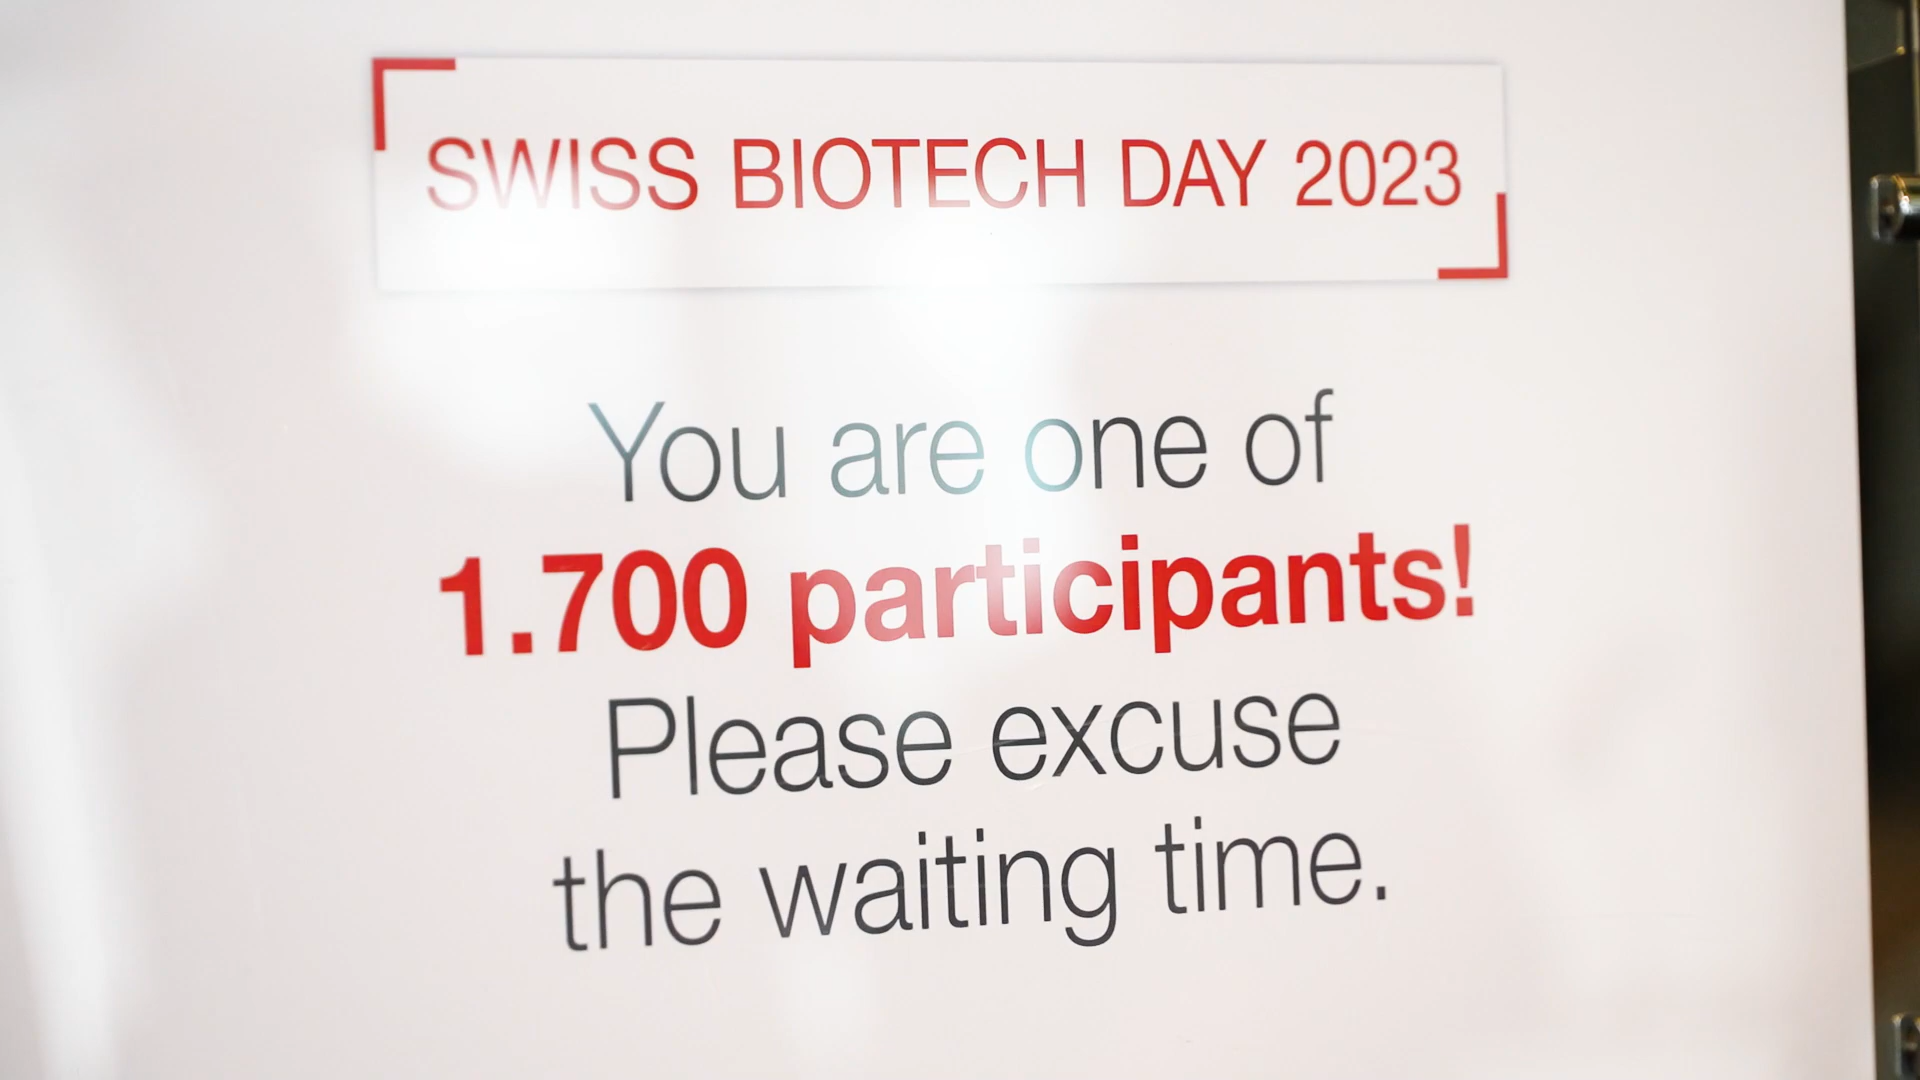 SWISS BIOTECH DAY 2023
You are one of
1.700 participants!
Please excuse
the waiting time.